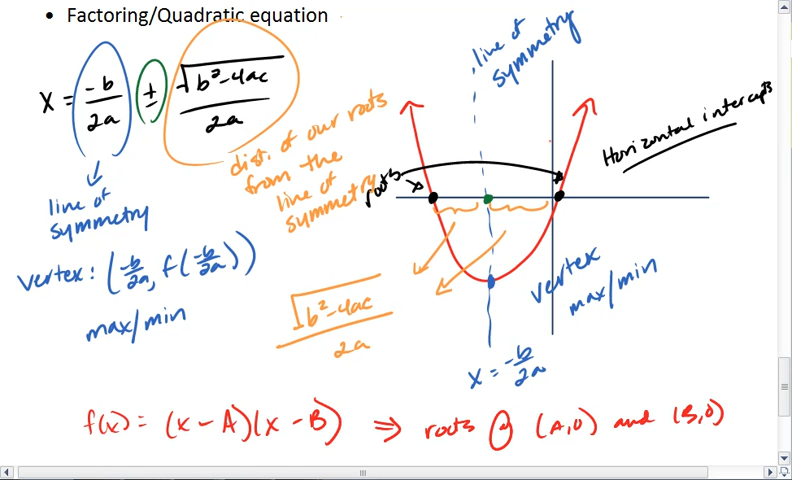 • Factoring/Quadratic equation
x = -b/2a ± √(b²-4ac)/2a
line of
symmetry
dist. of our roots
from the
line of
symmetry
vertex: (-b/2a, f(-b/2a))
max/min
√(b²-4ac)/2a
line of
symmetry
roots
Horizontal intercepts
vertex
max/min
x = -b/2a
f(x) = (x-A)(x-B) ⇒ roots @ (A,0) and (B,0)